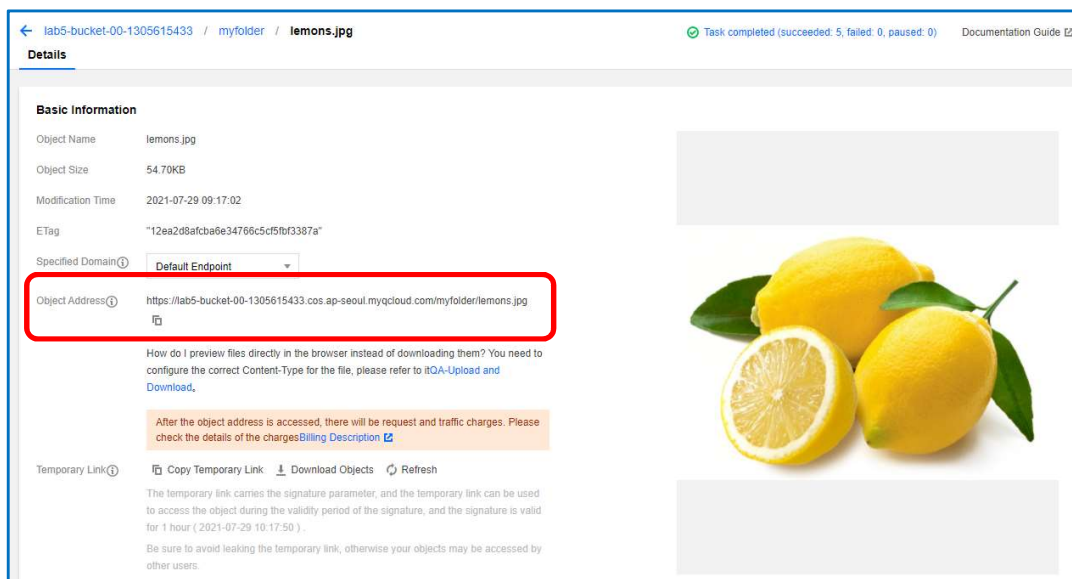 lab5-bucket-00-1305615433 / myfolder / lemons.jpg
Task completed (succeeded: 5, failed: 0, paused: 0) Documentation Guide
Details
Basic Information
Object Name lemons.jpg
Object Size 54.70KB
Modification Time 2021-07-29 09:17:02
ETag "12ea2d8afcba6e34766c5cf5fbf3387a"
Specified Domain Default Endpoint
Object Address https://lab5-bucket-00-1305615433.cos.ap-seoul.myqcloud.com/myfolder/lemons.jpg
How do I preview files directly in the browser instead of downloading them? You need to
configure the correct Content-Type for the file, please refer to itQA-Upload and
Download。
After the object address is accessed, there will be request and traffic charges. Please
check the details of the chargesBilling Description
Temporary Link Copy Temporary Link Download Objects Refresh
The temporary link carries the signature parameter, and the temporary link can be used
to access the object during the validity period of the signature, and the signature is valid
for 1 hour ( 2021-07-29 10:17:50 ) .
Be sure to avoid leaking the temporary link, otherwise your objects may be accessed by
other users.